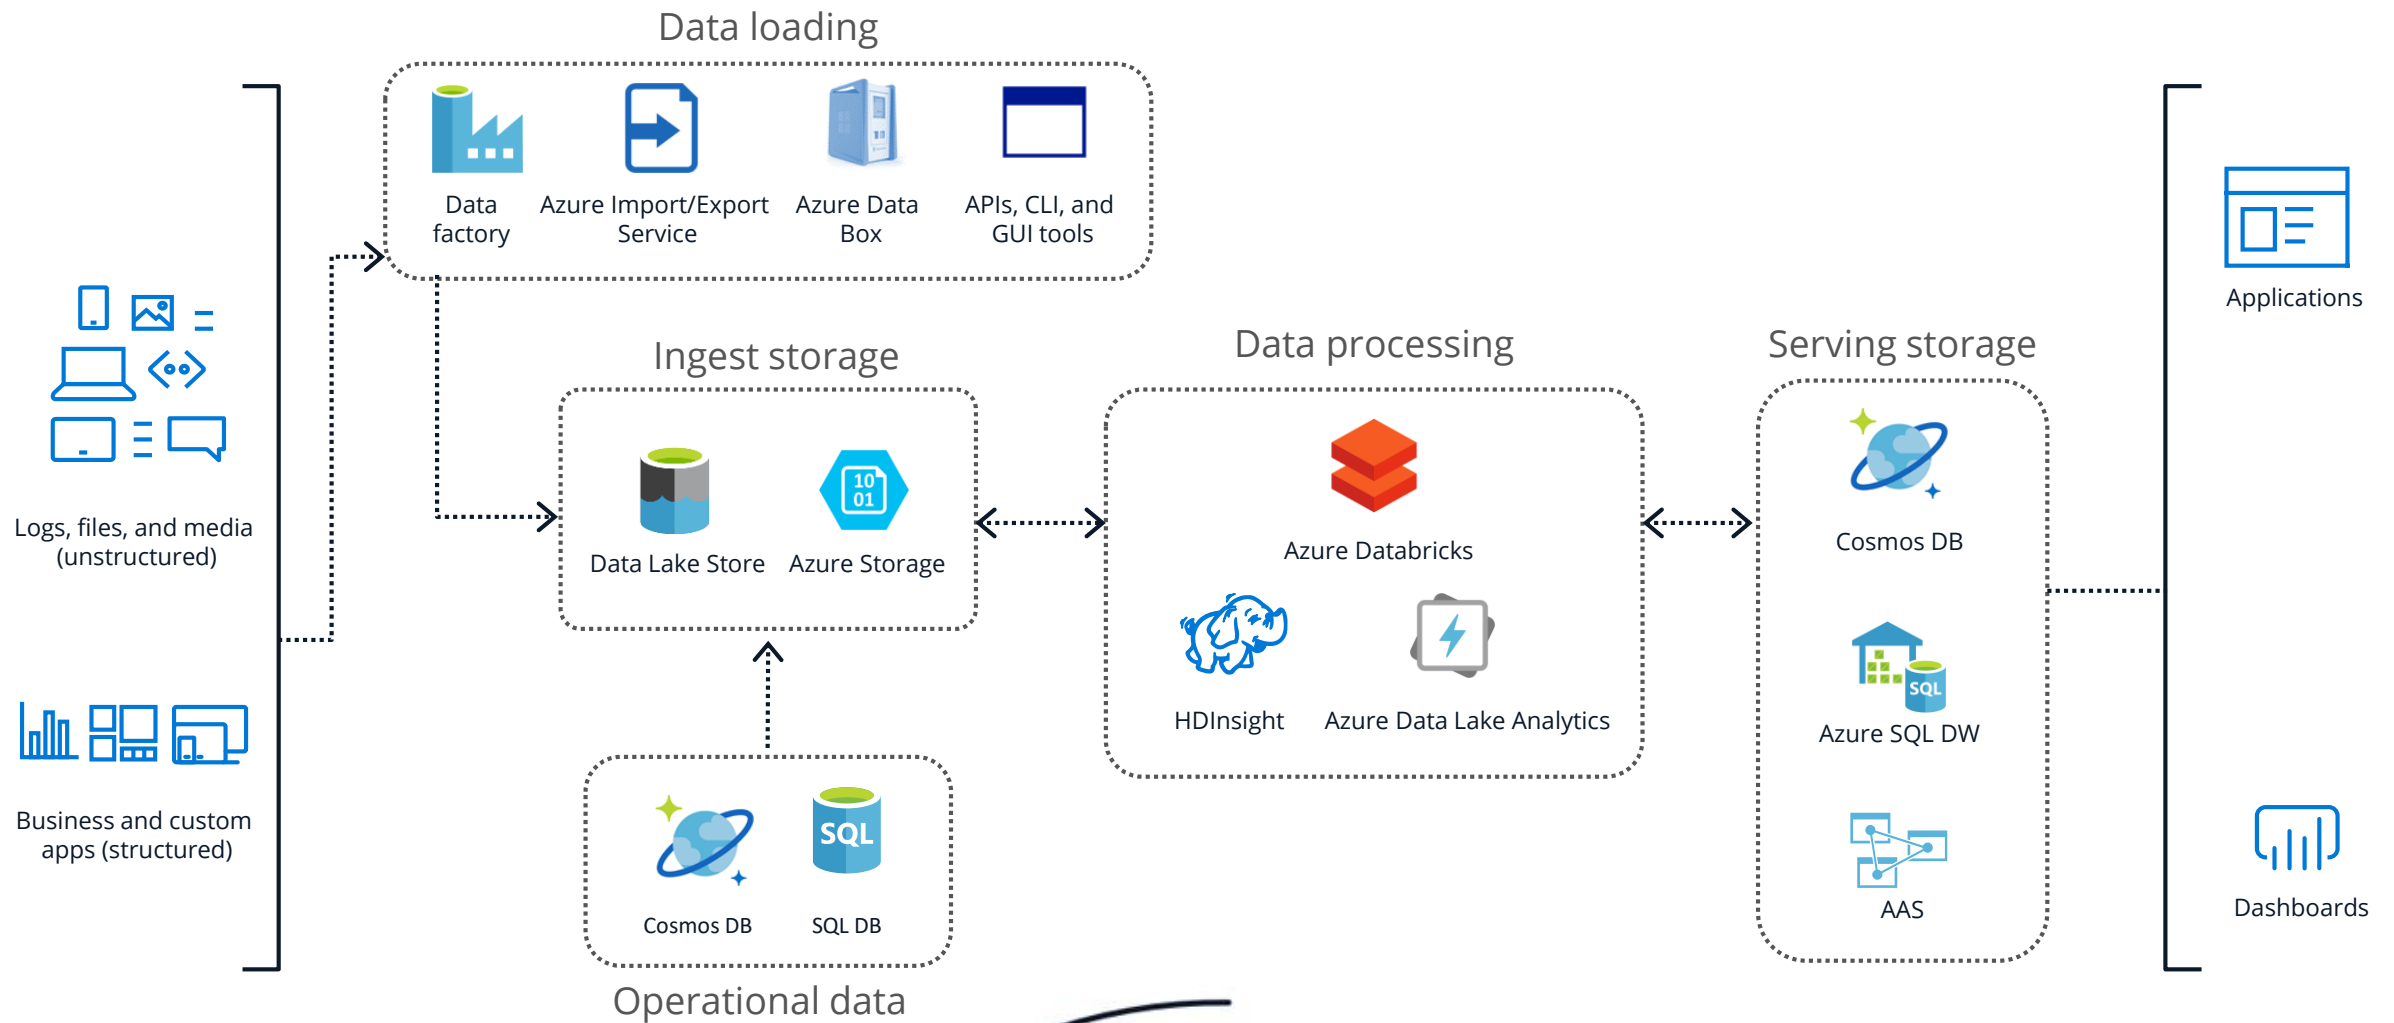 Data loading
Data
factory
Azure Import/Export
Service
Azure Data
Box
APIs, CLI, and
GUI tools
Logs, files, and media
(unstructured)
Business and custom
apps (structured)
Ingest storage
Data Lake Store
10
01
Azure Storage
SQL
Cosmos DB
SQL DB
Operational data
Data processing
Azure Databricks
HDInsight
Azure Data Lake Analytics
Serving storage
Cosmos DB
SQL
Azure SQL DW
AAS
Applications
Dashboards